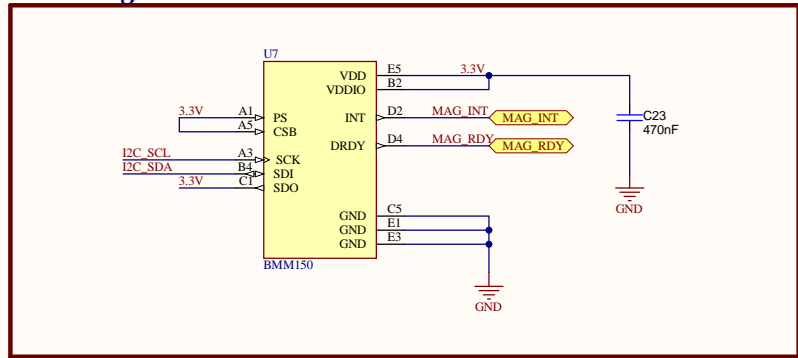 U7
VDD E5 3.3V
VDDIO B2
3.3V A1 PS INT D2 MAG_INT MAG_INT C23
A5 CSB 470nF
DRDY D4 MAG_RDY MAG_RDY
I2C_SCL A3 SCK
I2C_SDA B4 SDI
3.3V C1 SDO
GND C5 GND
GND E1
GND E3
BMM150
GND